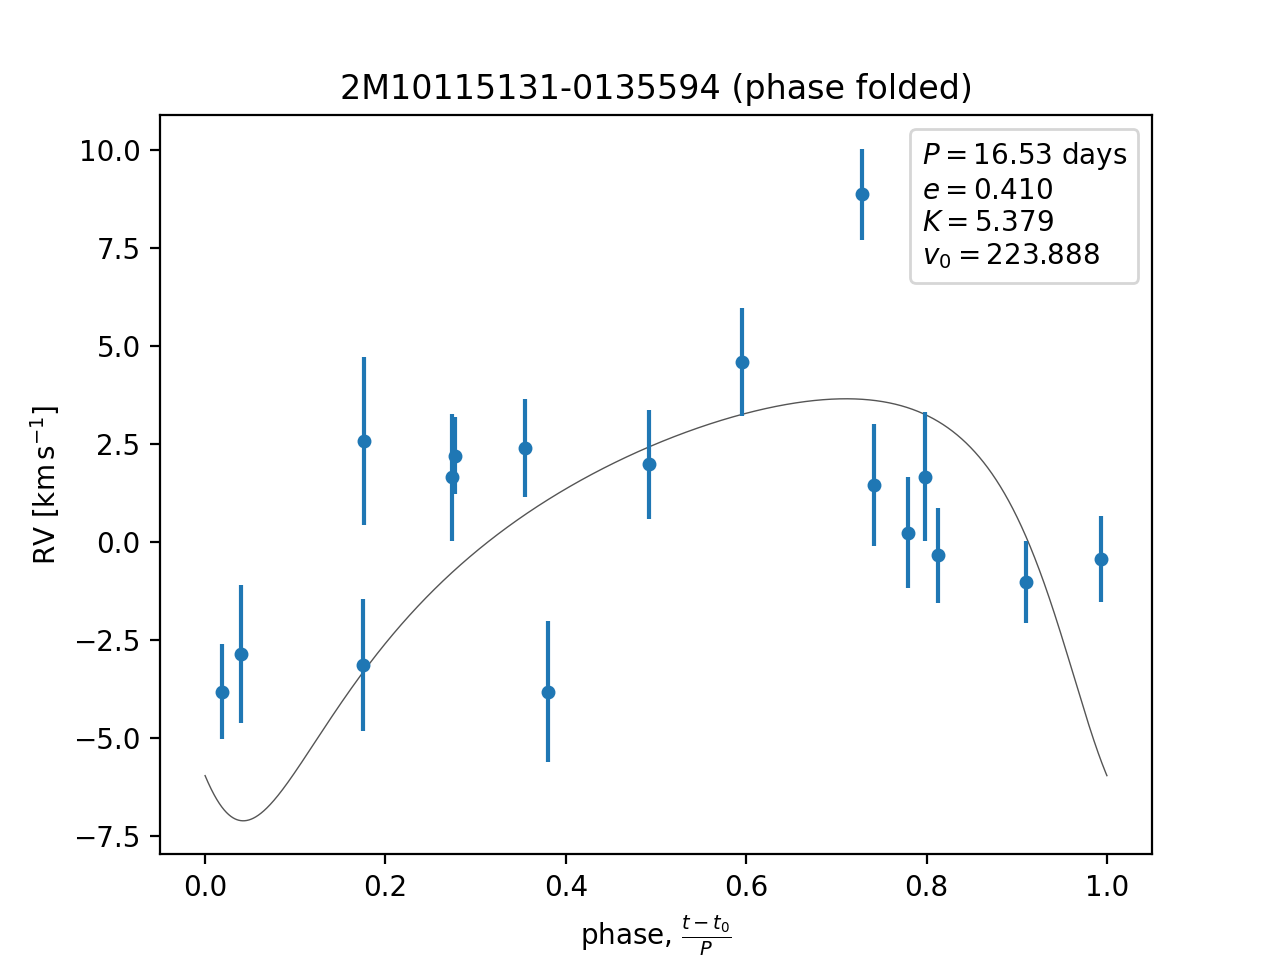 2M10115131-0135594 (phase folded)
P = 16.53 days
e = 0.410
K = 5.379
v₀ = 223.888
10.0
7.5
5.0
2.5
0.0
−2.5
−5.0
−7.5
RV [km s⁻¹]
0.0 0.2 0.4 0.6 0.8 1.0
phase, (t − t₀)/P